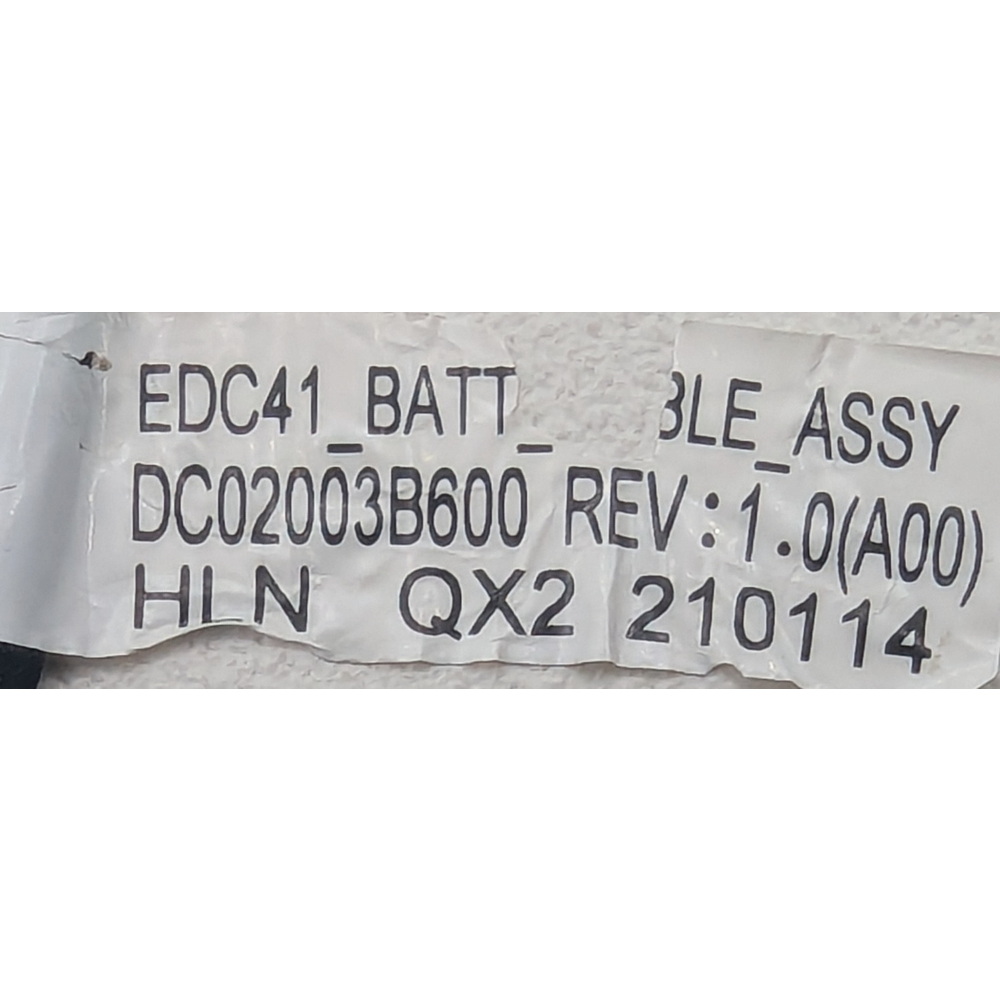 EDC41_BATT_ BLE_ASSY
DC02003B600 REV:1.0(A00)
HLN QX2 210114